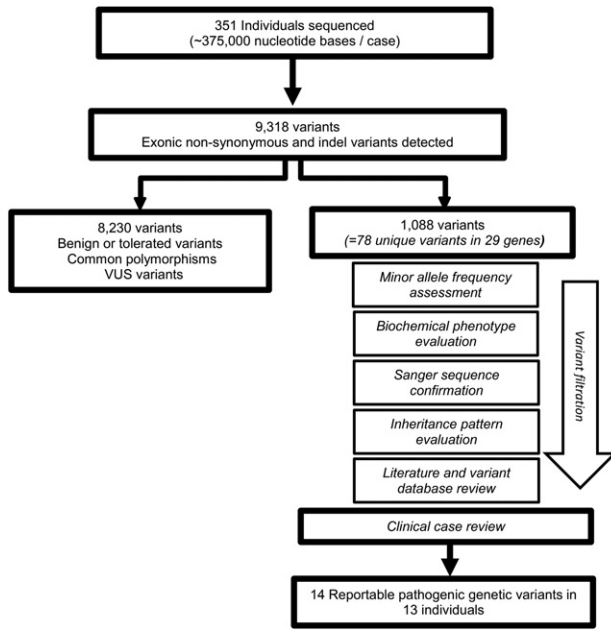 351 Individuals sequenced
(~375,000 nucleotide bases / case)
9,318 variants
Exonic non-synonymous and indel variants detected
8,230 variants
Benign or tolerated variants
Common polymorphisms
VUS variants
1,088 variants
(=78 unique variants in 29 genes)
Minor allele frequency
assessment
Biochemical phenotype
evaluation
Sanger sequence
confirmation
Inheritance pattern
evaluation
Literature and variant
database review
Variant filtration
Clinical case review
14 Reportable pathogenic genetic variants in
13 individuals